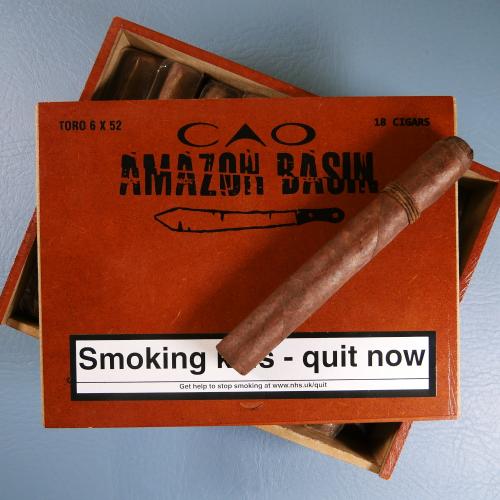 TORO 6 X 52
CAO
18 CIGARS
AMAZON BASIN
Smoking kills - quit now
Get help to stop smoking at www.nhs.uk/quit